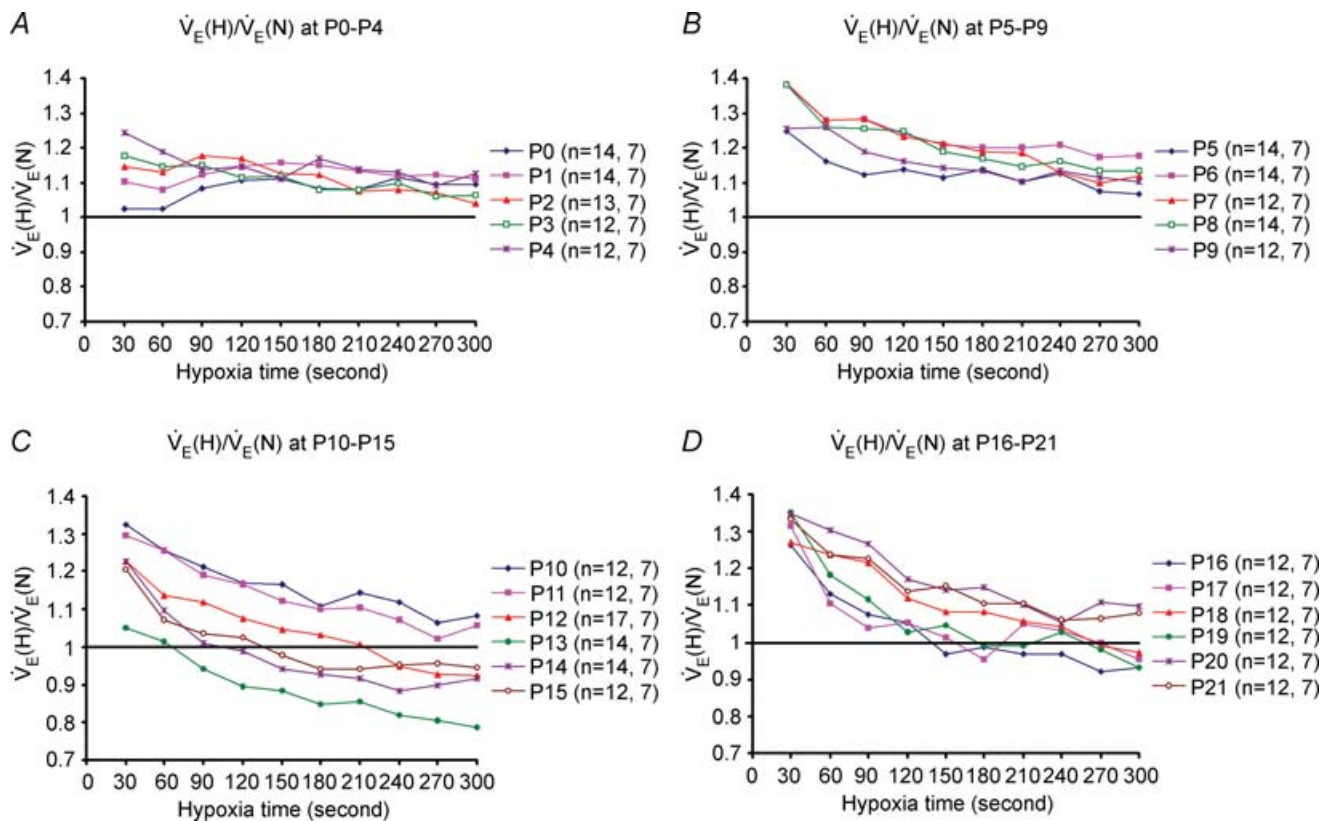 A
V̇E(H)/V̇E(N) at P0-P4
V̇E(H)/V̇E(N)
1.4
1.3
1.2
1.1
1
0.9
0.8
0.7
0 30 60 90 120 150 180 210 240 270 300
Hypoxia time (second)
P0 (n=14, 7)
P1 (n=14, 7)
P2 (n=13, 7)
P3 (n=12, 7)
P4 (n=12, 7)
B
V̇E(H)/V̇E(N) at P5-P9
V̇E(H)/V̇E(N)
1.4
1.3
1.2
1.1
1
0.9
0.8
0.7
0 30 60 90 120 150 180 210 240 270 300
Hypoxia time (second)
P5 (n=14, 7)
P6 (n=14, 7)
P7 (n=12, 7)
P8 (n=14, 7)
P9 (n=12, 7)
C
V̇E(H)/V̇E(N) at P10-P15
V̇E(H)/V̇E(N)
1.4
1.3
1.2
1.1
1
0.9
0.8
0.7
0 30 60 90 120 150 180 210 240 270 300
Hypoxia time (second)
P10 (n=12, 7)
P11 (n=12, 7)
P12 (n=17, 7)
P13 (n=14, 7)
P14 (n=14, 7)
P15 (n=12, 7)
D
V̇E(H)/V̇E(N) at P16-P21
V̇E(H)/V̇E(N)
1.4
1.3
1.2
1.1
1
0.9
0.8
0.7
0 30 60 90 120 150 180 210 240 270 300
Hypoxia time (second)
P16 (n=12, 7)
P17 (n=12, 7)
P18 (n=12, 7)
P19 (n=12, 7)
P20 (n=12, 7)
P21 (n=12, 7)